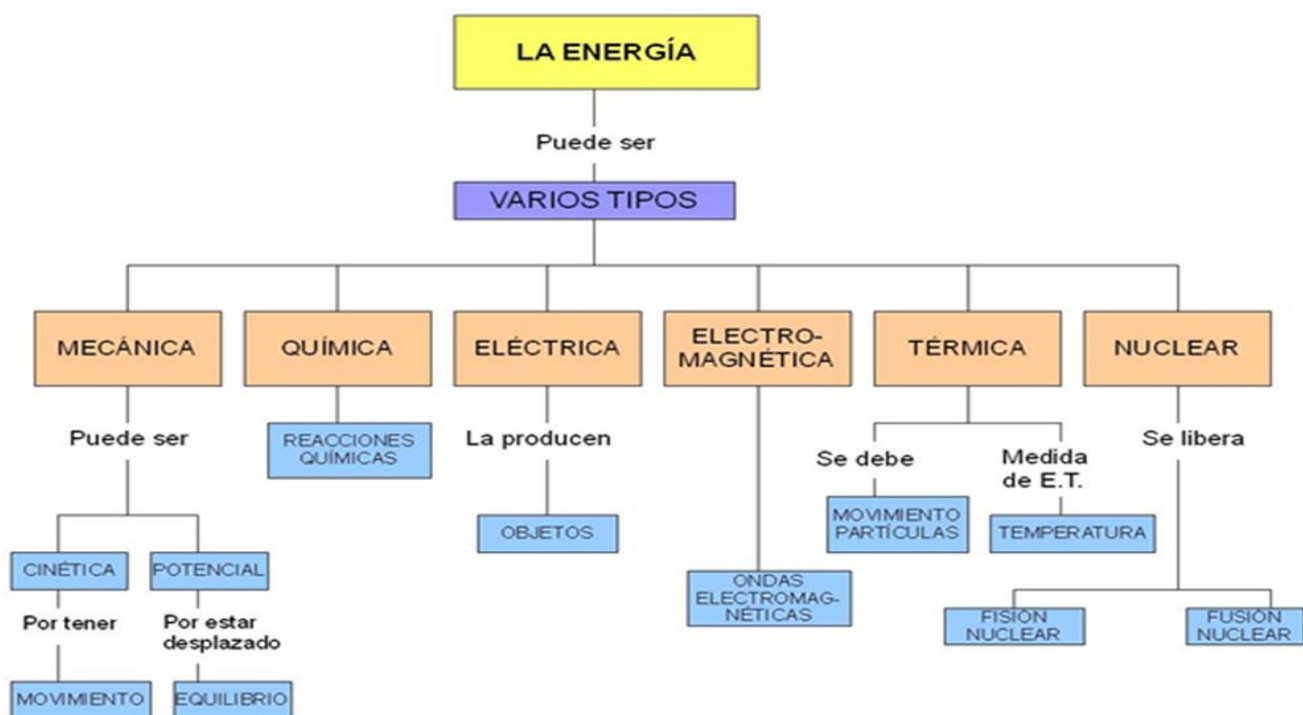 LA ENERGÍA
Puede ser
VARIOS TIPOS
MECÁNICA
QUÍMICA
ELÉCTRICA
ELECTRO-
MAGNÉTICA
TÉRMICA
NUCLEAR
Puede ser
REACCIONES
QUÍMICAS
La producen
Se debe
Medida
de E.T.
Se libera
OBJETOS
MOVIMIENTO
PARTÍCULAS
TEMPERATURA
CINÉTICA
POTENCIAL
ONDAS
ELECTROMAG-
NÉTICAS
Por tener
Por estar
desplazado
FISIÓN
NUCLEAR
FUSIÓN
NUCLEAR
MOVIMIENTO
EQUILIBRIO